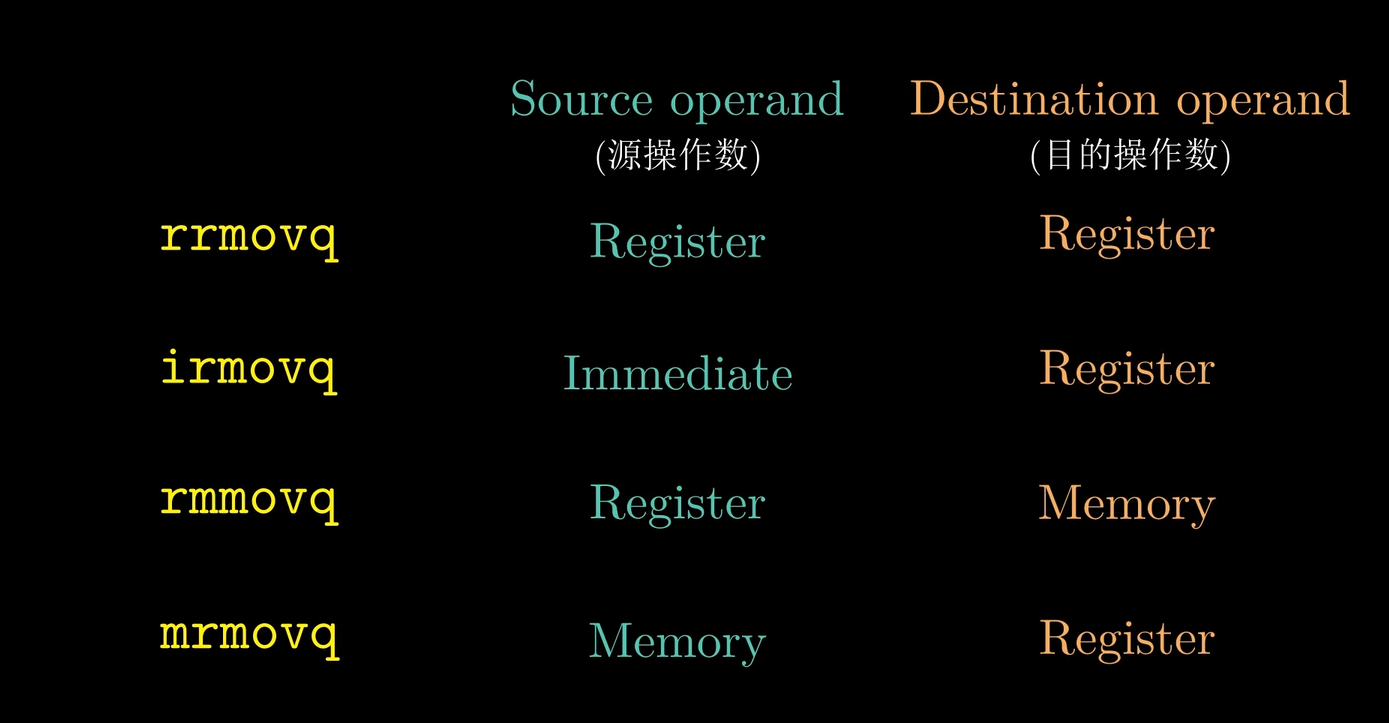 Source operand Destination operand
(源操作数) (目的操作数)
rrmovq Register Register
irmovq Immediate Register
rmmovq Register Memory
mrmovq Memory Register